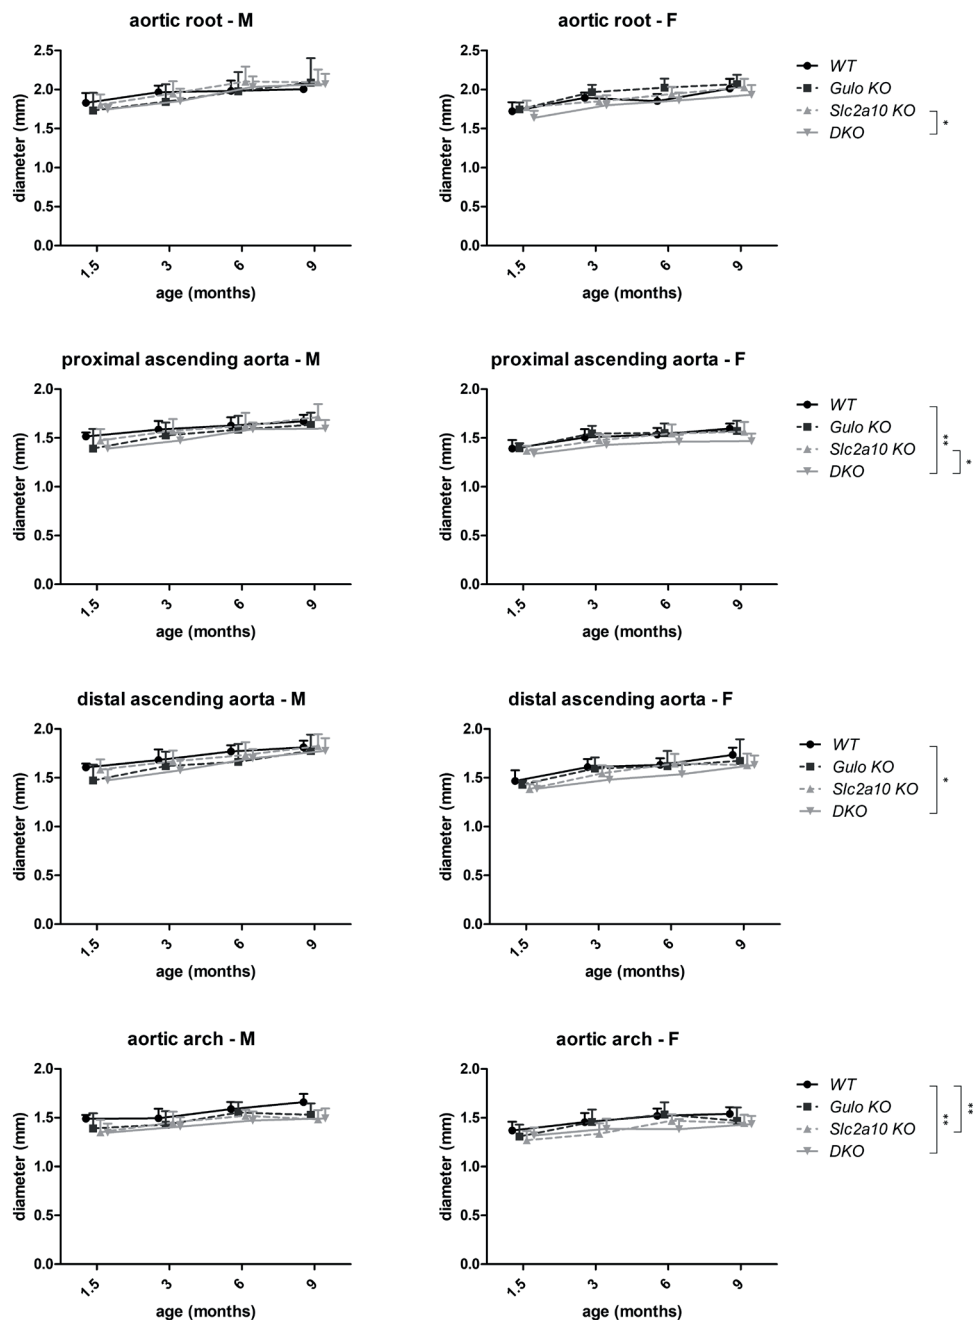 aortic root - M
diameter (mm)
2.5
2.0
1.5
1.0
0.5
0.0
1.5
3
6
9
age (months)
aortic root - F
diameter (mm)
2.5
2.0
1.5
1.0
0.5
0.0
1.5
3
6
9
age (months)
WT
Gulo KO
Slc2a10 KO
DKO
*
proximal ascending aorta - M
diameter (mm)
2.0
1.5
1.0
0.5
0.0
1.5
3
6
9
age (months)
proximal ascending aorta - F
diameter (mm)
2.0
1.5
1.0
0.5
0.0
1.5
3
6
9
age (months)
WT
Gulo KO
Slc2a10 KO
DKO
**
*
distal ascending aorta - M
diameter (mm)
2.0
1.5
1.0
0.5
0.0
1.5
3
6
9
age (months)
distal ascending aorta - F
diameter (mm)
2.0
1.5
1.0
0.5
0.0
1.5
3
6
9
age (months)
WT
Gulo KO
Slc2a10 KO
DKO
*
aortic arch - M
diameter (mm)
2.0
1.5
1.0
0.5
0.0
1.5
3
6
9
age (months)
aortic arch - F
diameter (mm)
2.0
1.5
1.0
0.5
0.0
1.5
3
6
9
age (months)
WT
Gulo KO
Slc2a10 KO
DKO
**
**